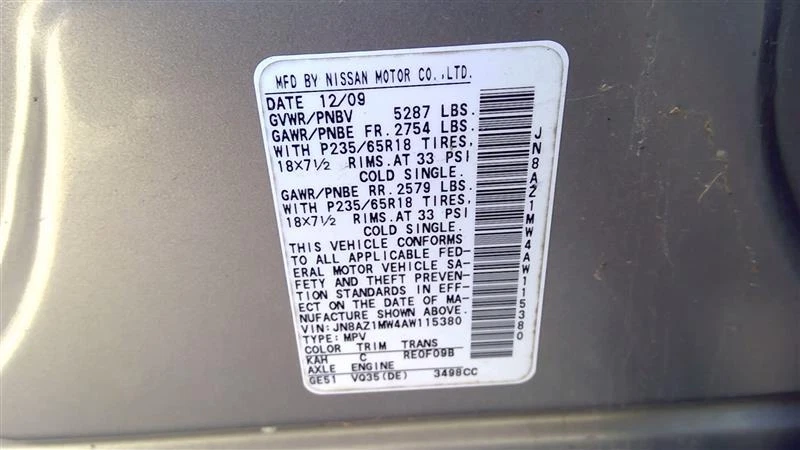 MFD BY NISSAN MOTOR CO.,LTD.
DATE 12/09
GVWR/PNBV 5287 LBS.
GAWR/PNBE FR. 2754 LBS.
WITH P235/65R18 TIRES,
18X7½ RIMS.AT 33 PSI
COLD SINGLE.
GAWR/PNBE RR. 2579 LBS.
WITH P235/65R18 TIRES,
18X7½ RIMS.AT 33 PSI
COLD SINGLE.
THIS VEHICLE CONFORMS
TO ALL APPLICABLE FED-
ERAL MOTOR VEHICLE SA-
FETY AND THEFT PREVEN-
TION STANDARDS IN EFF-
ECT ON THE DATE OF MA-
NUFACTURE SHOWN ABOVE.
VIN: JN8AZ1MW4AW115380
TYPE: MPV
COLOR TRIM TRANS
KAH C RE0F09B
AXLE ENGINE
GE51 VQ35(DE) 3498CC
JN8AZ1MW4AW115380